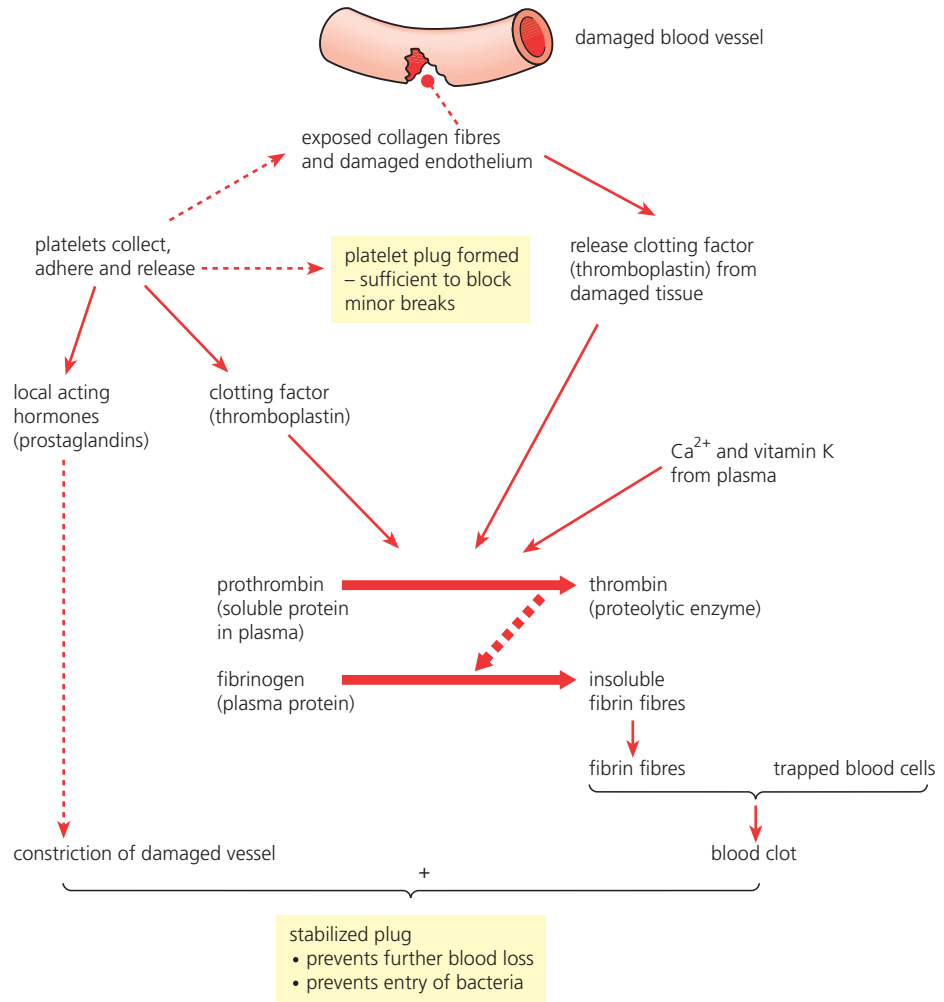 damaged blood vessel
exposed collagen fibres
and damaged endothelium
platelets collect,
adhere and release
platelet plug formed
– sufficient to block
minor breaks
release clotting factor
(thromboplastin) from
damaged tissue
local acting
hormones
(prostaglandins)
clotting factor
(thromboplastin)
Ca²⁺ and vitamin K
from plasma
prothrombin
(soluble protein
in plasma)
thrombin
(proteolytic enzyme)
fibrinogen
(plasma protein)
insoluble
fibrin fibres
fibrin fibres
trapped blood cells
constriction of damaged vessel
blood clot
+
stabilized plug
• prevents further blood loss
• prevents entry of bacteria